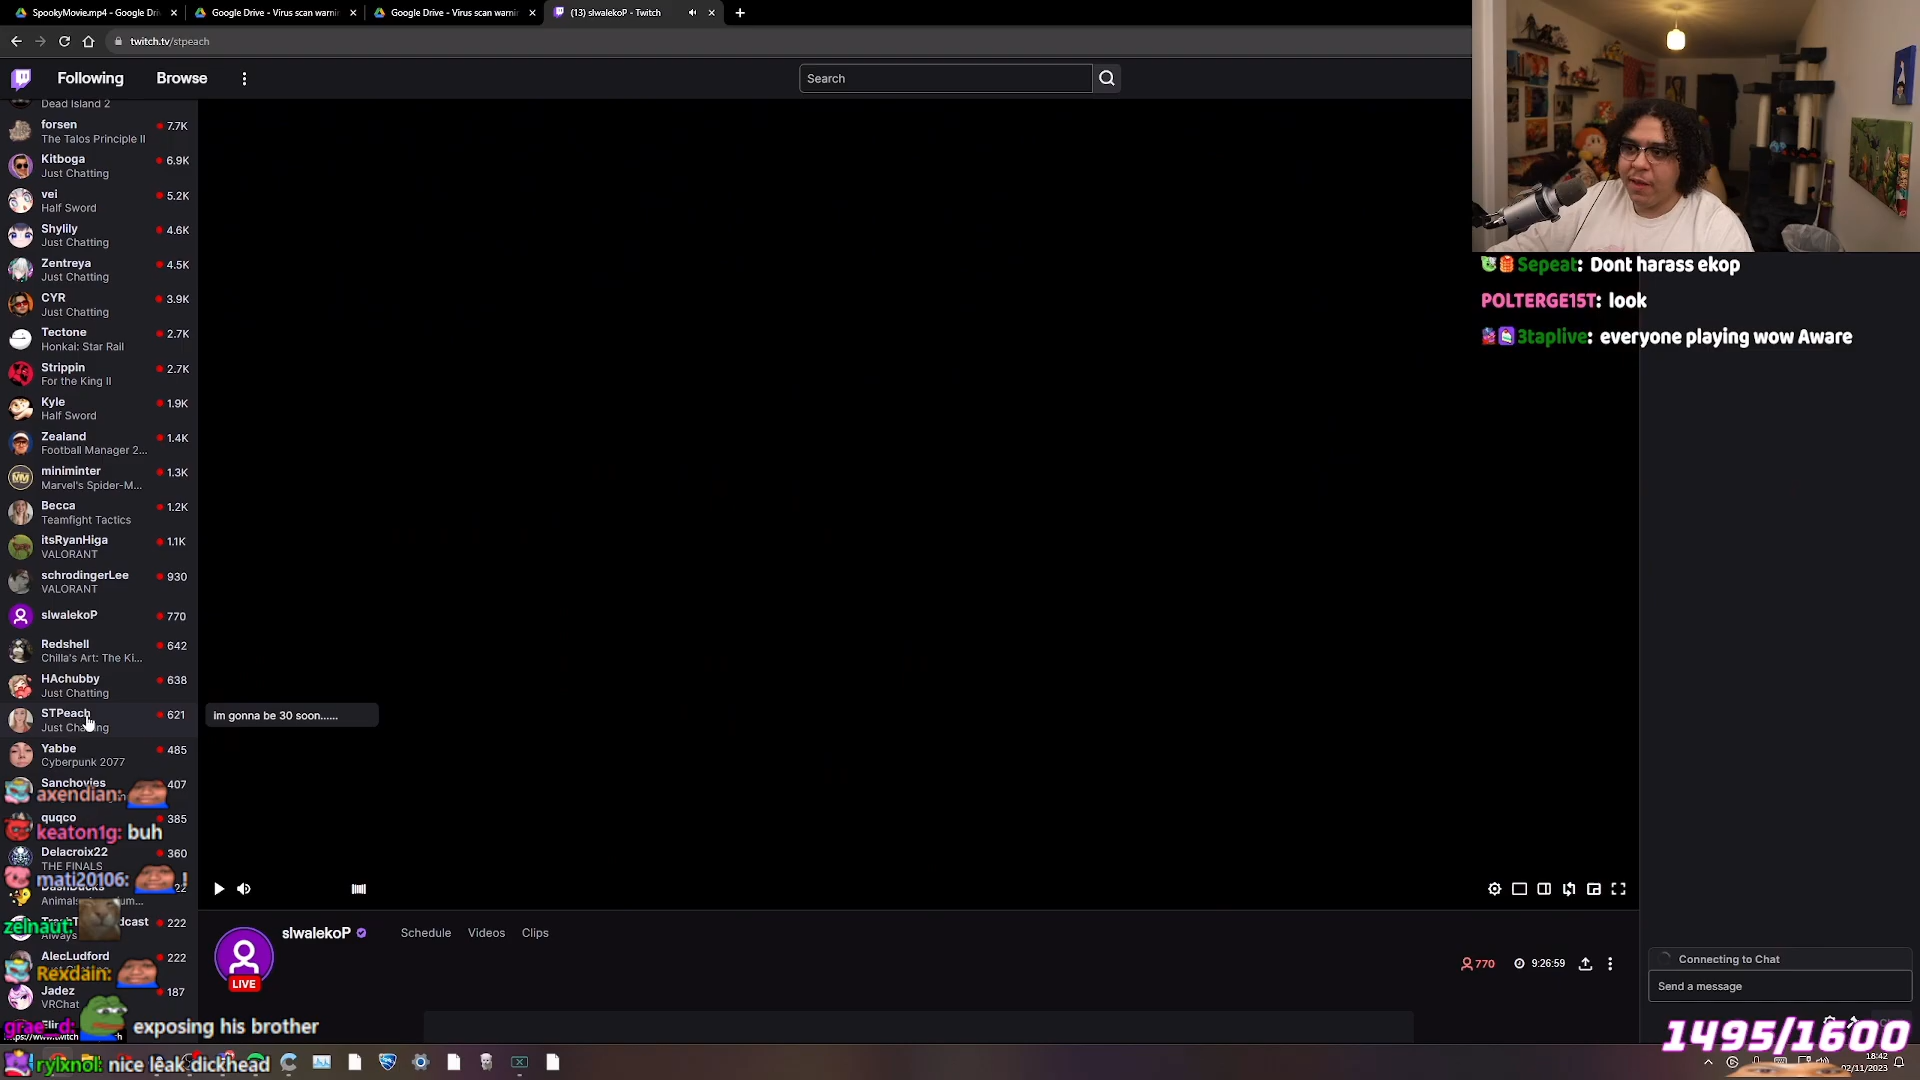 SpookyMovie.mp4 - Google Dri
Google Drive - Virus scan warnin
Google Drive - Virus scan warnin
(13) slwalekoP - Twitch
twitch.tv/stpeach
Following
Browse
Search
Dead Island 2
forsen
7.7K
The Talos Principle II
Kitboga
6.9K
Just Chatting
vei
5.2K
Half Sword
Shylily
4.6K
Just Chatting
Zentreya
4.5K
Just Chatting
CYR
3.9K
Just Chatting
Tectone
2.7K
Honkai: Star Rail
Strippin
2.7K
For the King II
Kyle
1.9K
Half Sword
Zealand
1.4K
Football Manager 2...
miniminter
1.3K
Marvel's Spider-M...
Becca
1.2K
Teamfight Tactics
itsRyanHiga
1.1K
VALORANT
schrodingerLee
930
VALORANT
slwalekoP
770
Redshell
642
Chilla's Art: The Ki...
HAchubby
638
Just Chatting
STPeach
621
Just Chatting
im gonna be 30 soon......
Yabbe
485
Cyberpunk 2077
Sanchovies
407
axendian:
quqco
385
keaton1g: buh
Delacroix22
360
THE FINALS
mati20106: !
DashDucks
zelnaut:
222
AlecLudford
222
Rexdain:
Jadez
187
VRChat
grae_d: exposing his brother
rylxnol: nice leak dickhead
Sepeat: Dont harass ekop
POLTERGE1ST: look
3taplive: everyone playing wow Aware
slwalekoP
Schedule
Videos
Clips
LIVE
770
9:26:59
Connecting to Chat
Send a message
1495/1600
18:42
02/11/2023